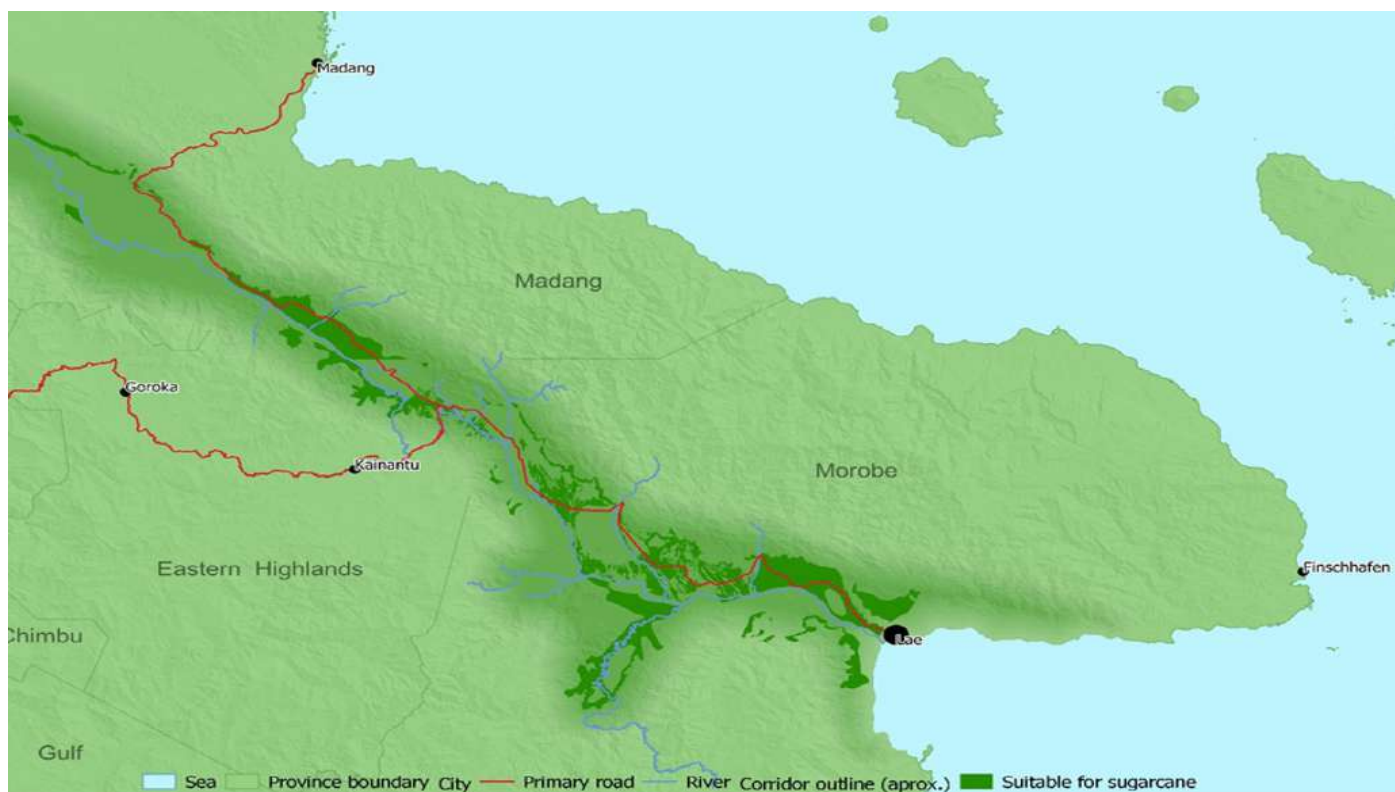 Madang
Madang
Goroka
Kainantu
Morobe
Eastern Highlands
Finschhafen
Chimbu
Lae
Gulf
Sea Province boundary City Primary road River Corridor outline (aprox.) Suitable for sugarcane